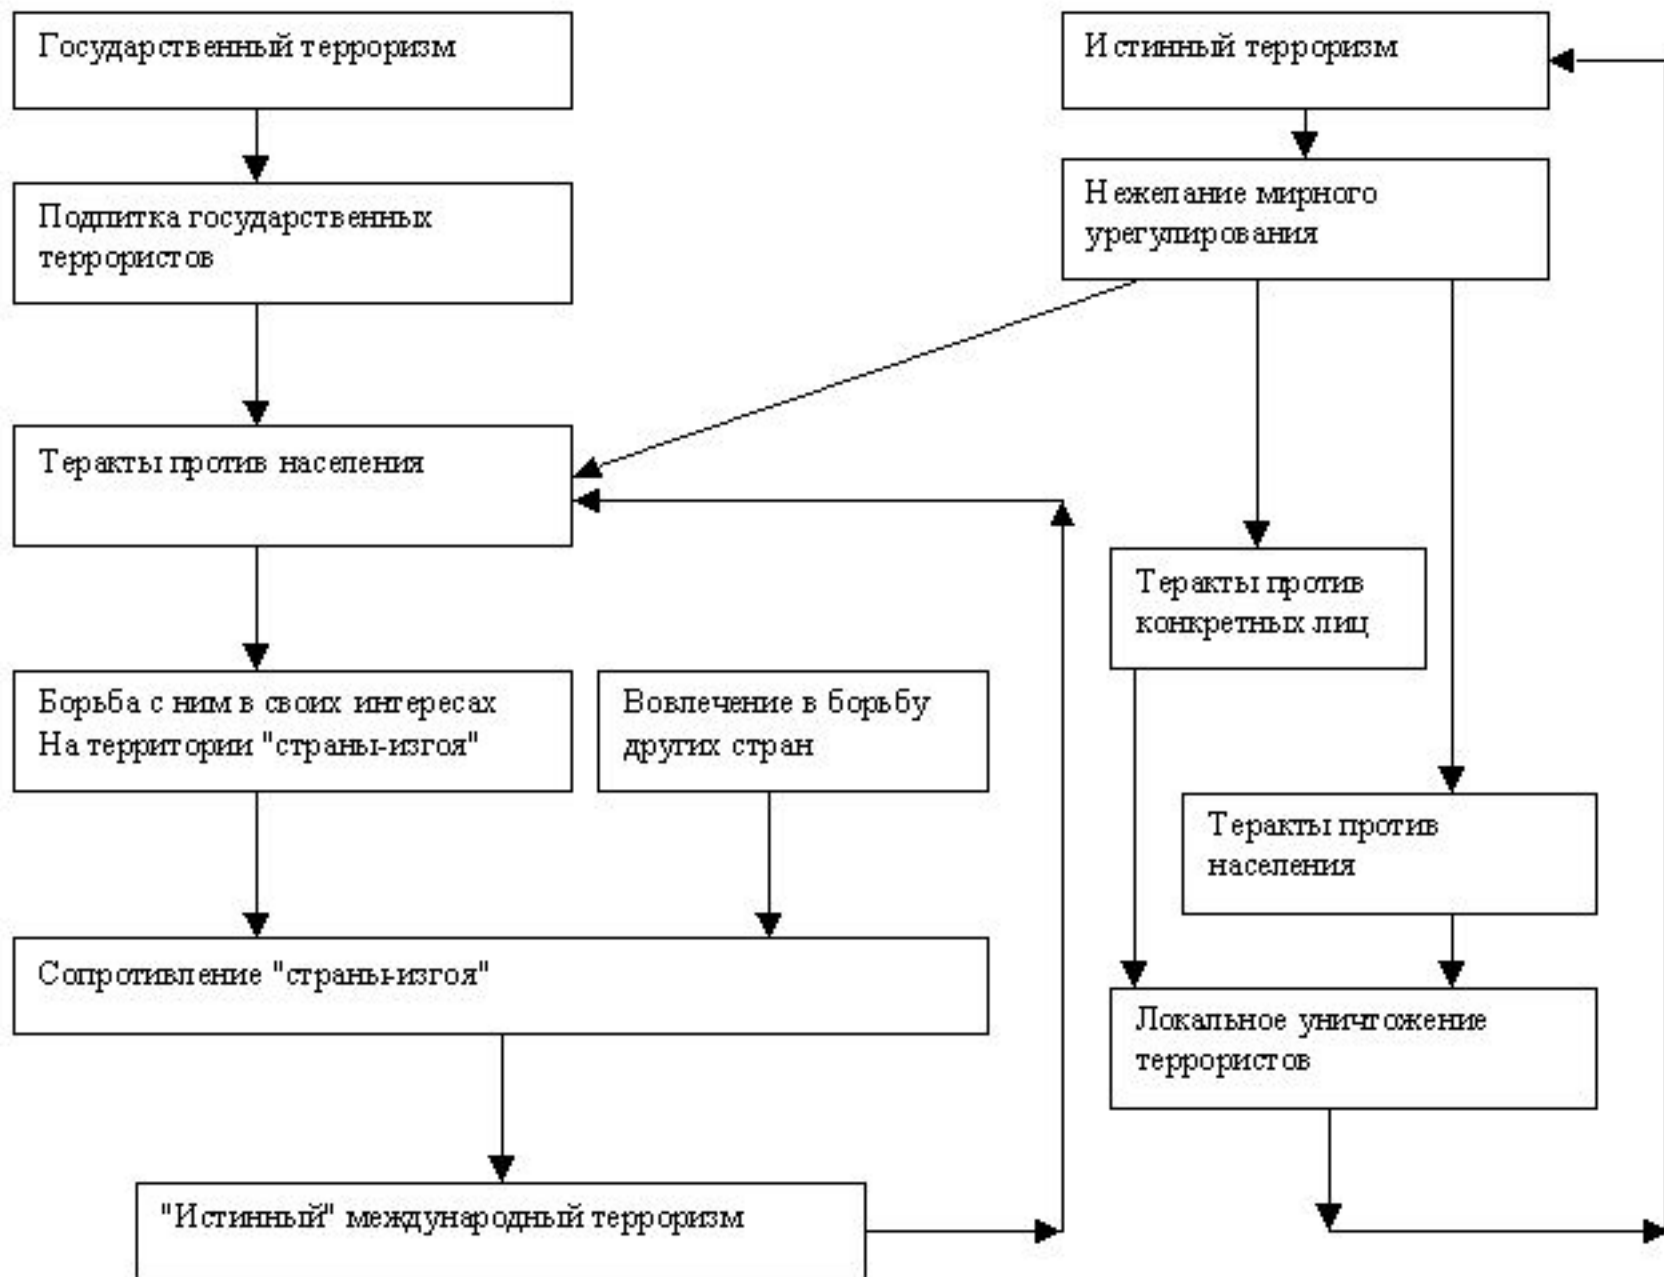 Государственный терроризм
Подпитка государственных
террористов
Теракты против населения
Борьба с ним в своих интересах
На территории "страны-изгоя"
Вовлечение в борьбу
других стран
Сопротивление "страны-изгоя"
"Истинный" международный терроризм
Истинный терроризм
Нежелание мирного
урегулирования
Теракты против
конкретных лиц
Теракты против
населения
Локальное уничтожение
террористов